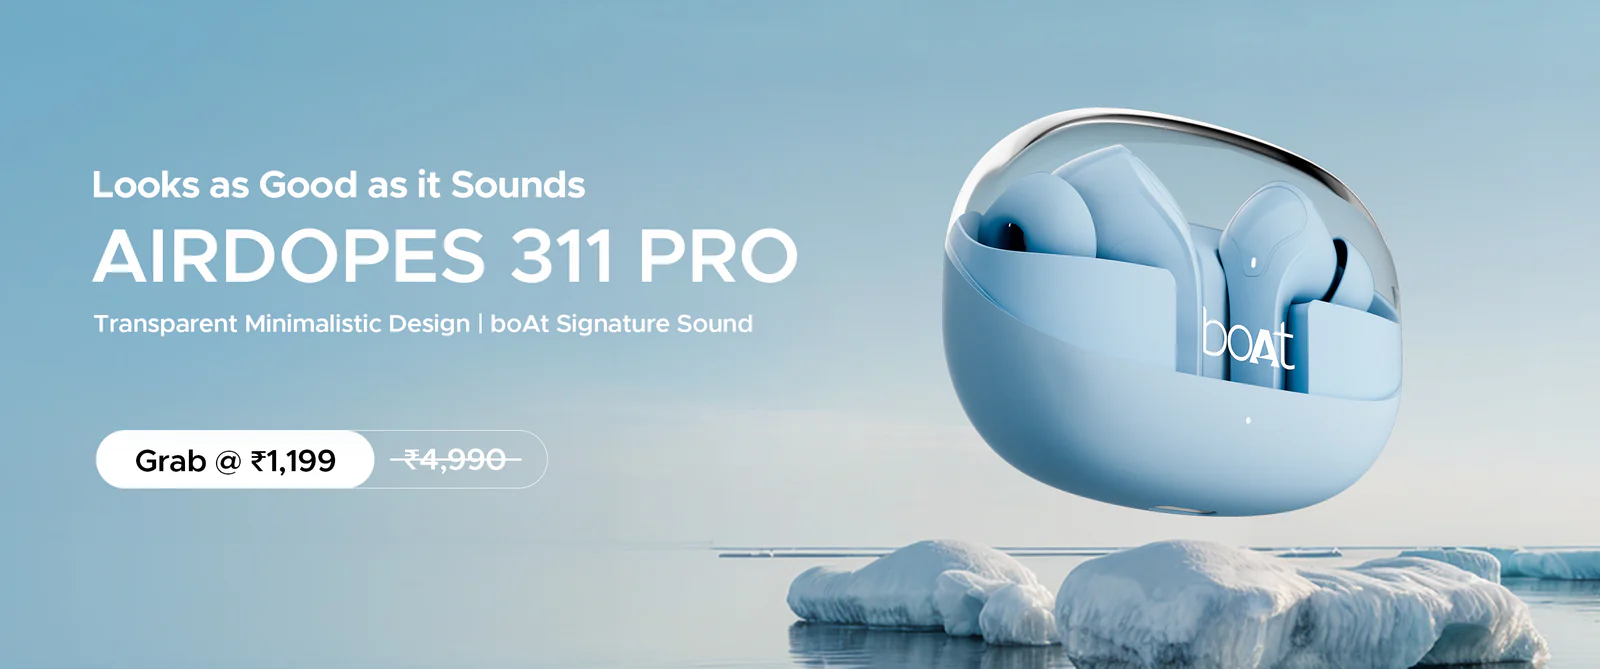 Looks as Good as it Sounds
AIRDOPES 311 PRO
Transparent Minimalistic Design | boAt Signature Sound
Grab @ ₹1,199
₹4,990
boAt